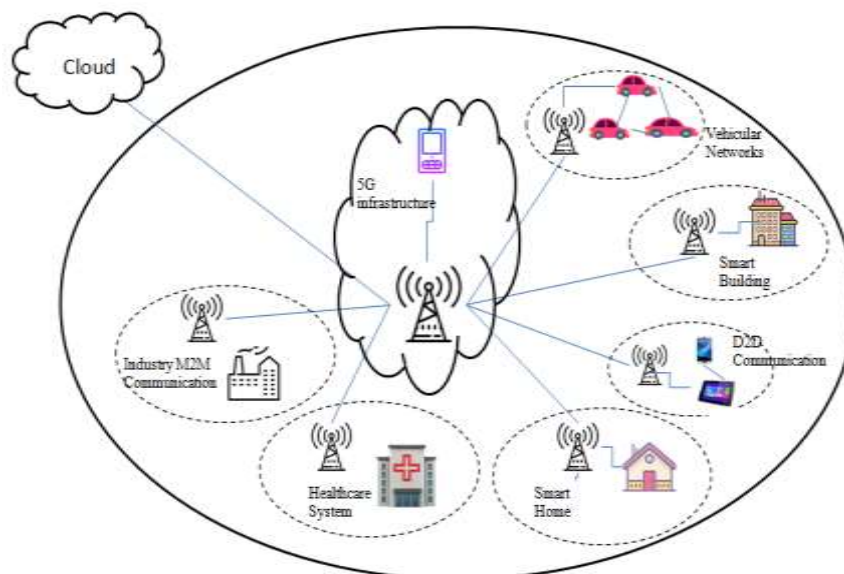 Cloud
5G
infrastructure
Vehicular
Networks
Smart
Building
D2D
Communication
Industry M2M
Communication
Healthcare
System
Smart
Home